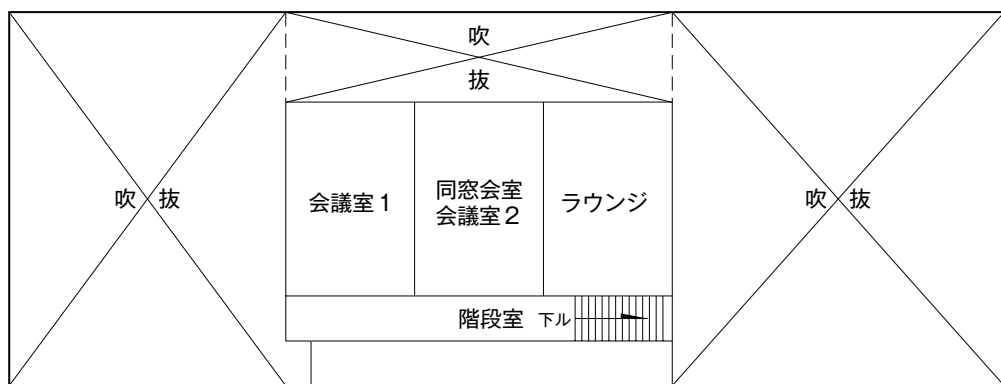 吹
抜
吹 抜
会議室1
同窓会室
会議室2
ラウンジ
吹 抜
階段室 下ル